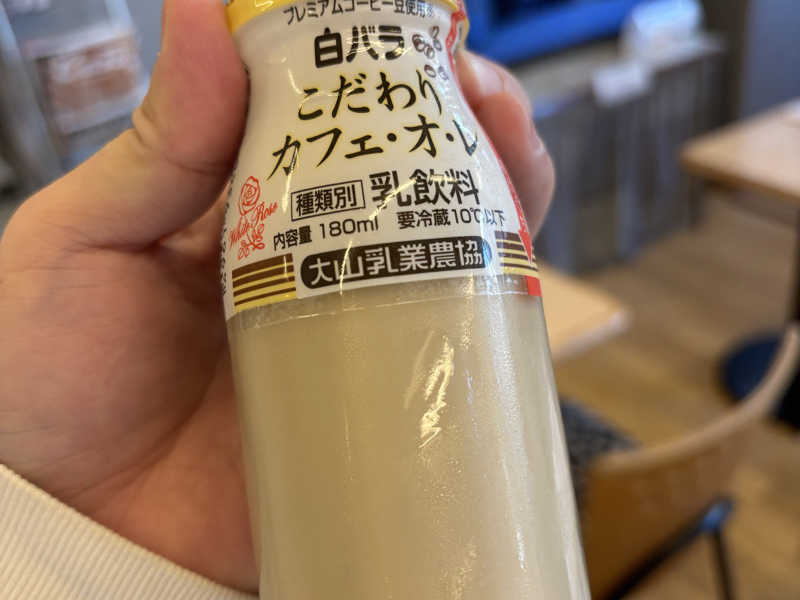 プレミアムコーヒー豆使用
白バラ
こだわり
カフェ・オ・レ
種類別 乳飲料
White Rose
内容量 180ml 要冷蔵10℃以下
大山乳業農協